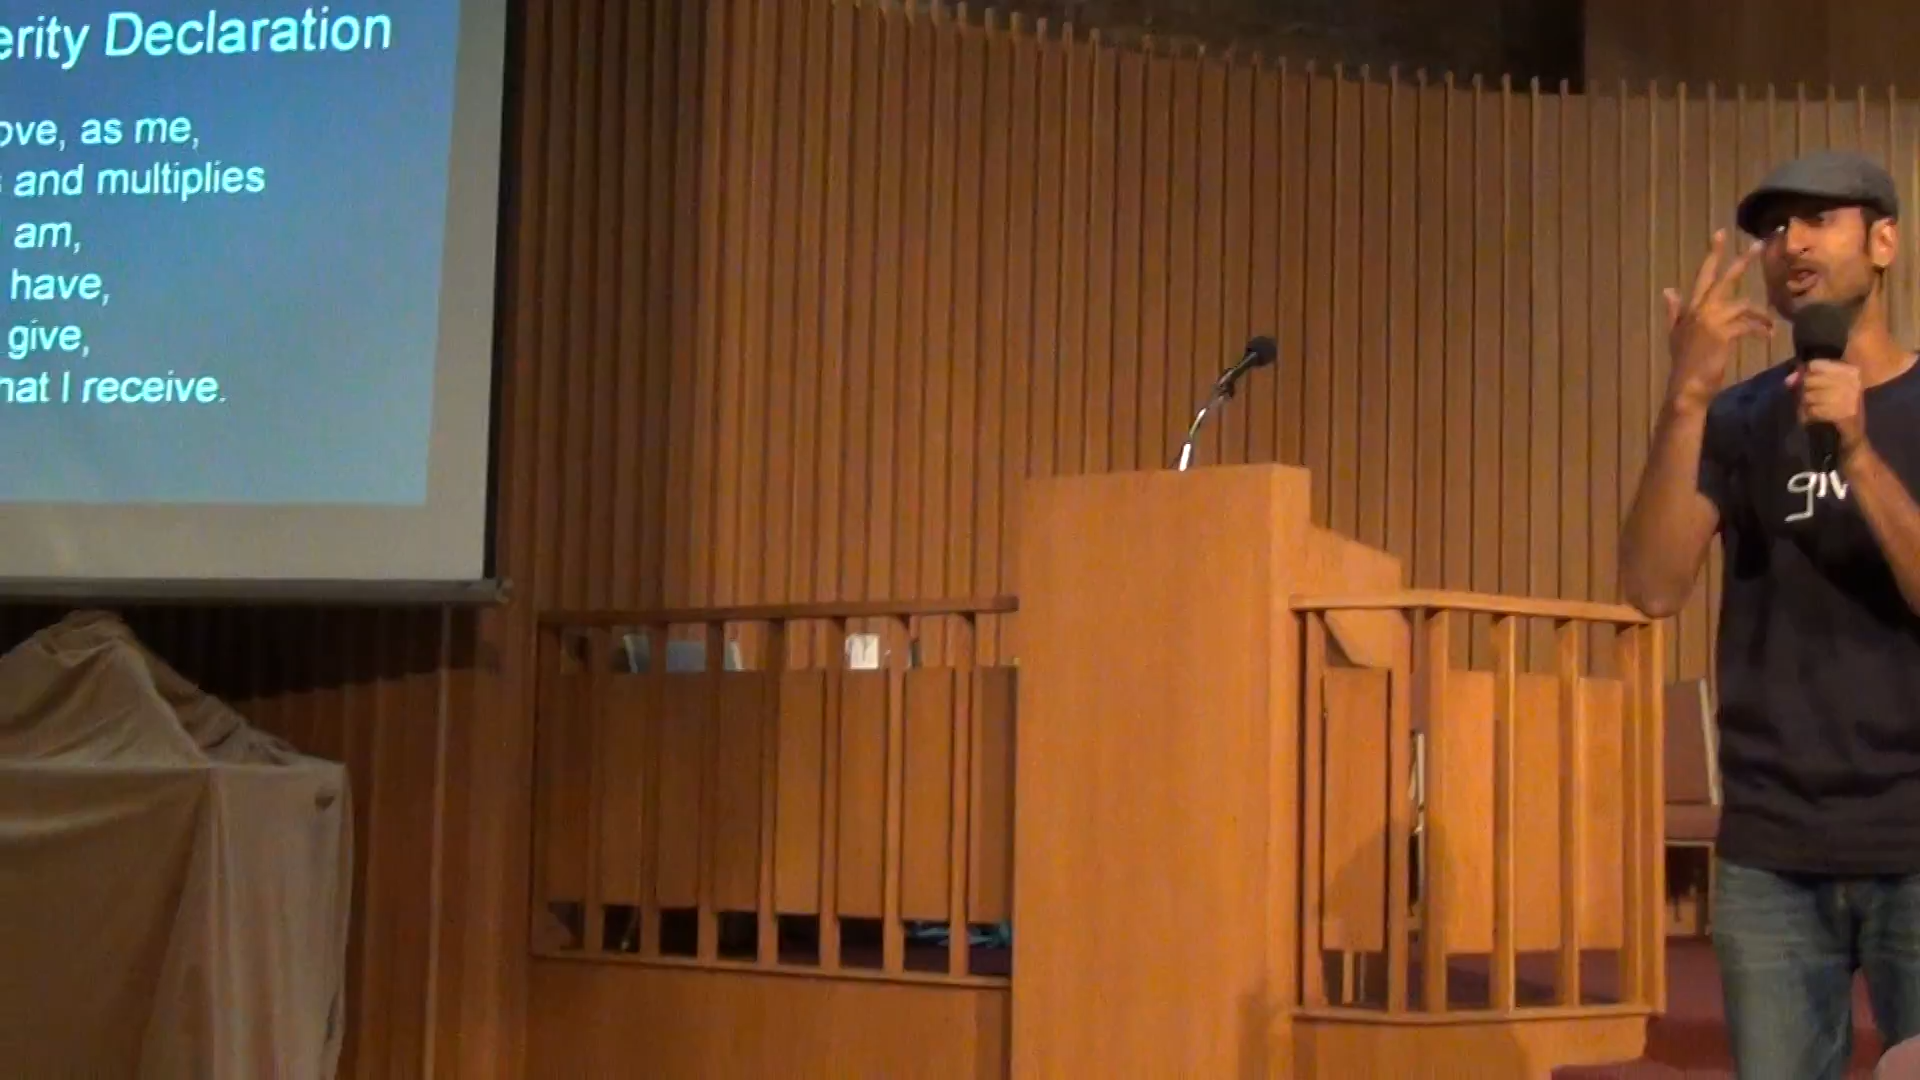 erity Declaration
ove, as me,
and multiplies
am,
have,
give,
hat I receive.
giv